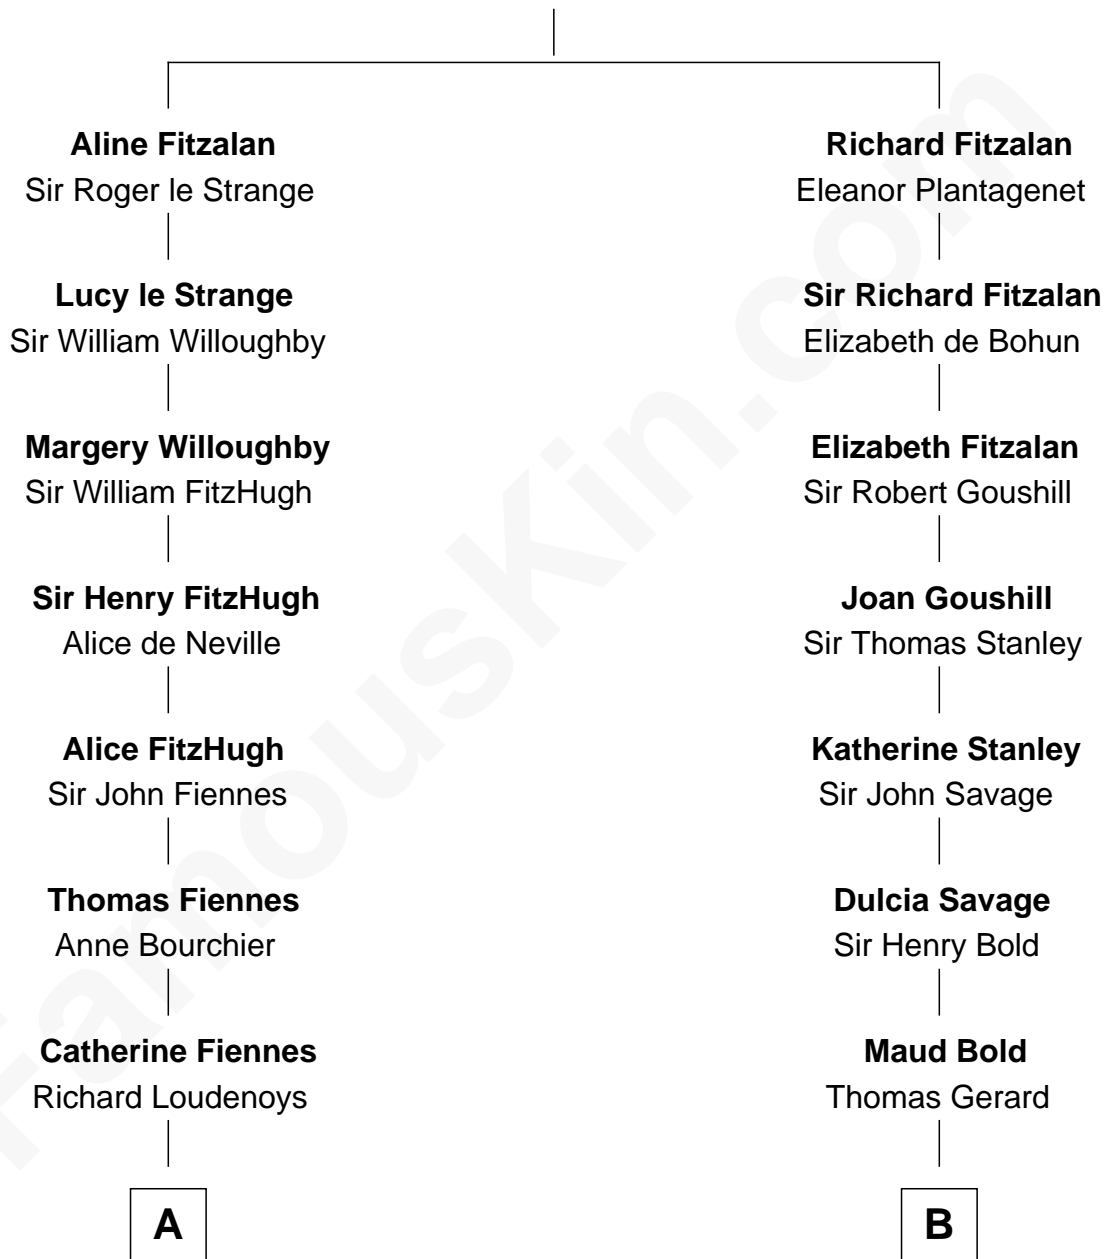 Aline Fitzalan
Sir Roger le Strange
Lucy le Strange
Sir William Willoughby
Margery Willoughby
Sir William FitzHugh
Sir Henry FitzHugh
Alice de Neville
Alice FitzHugh
Sir John Fiennes
Thomas Fiennes
Anne Bourchier
Catherine Fiennes
Richard Loudenoys
A
Richard Fitzalan
Eleanor Plantagenet
Sir Richard Fitzalan
Elizabeth de Bohun
Elizabeth Fitzalan
Sir Robert Goushill
Joan Goushill
Sir Thomas Stanley
Katherine Stanley
Sir John Savage
Dulcia Savage
Sir Henry Bold
Maud Bold
Thomas Gerard
B
FamousKin.com